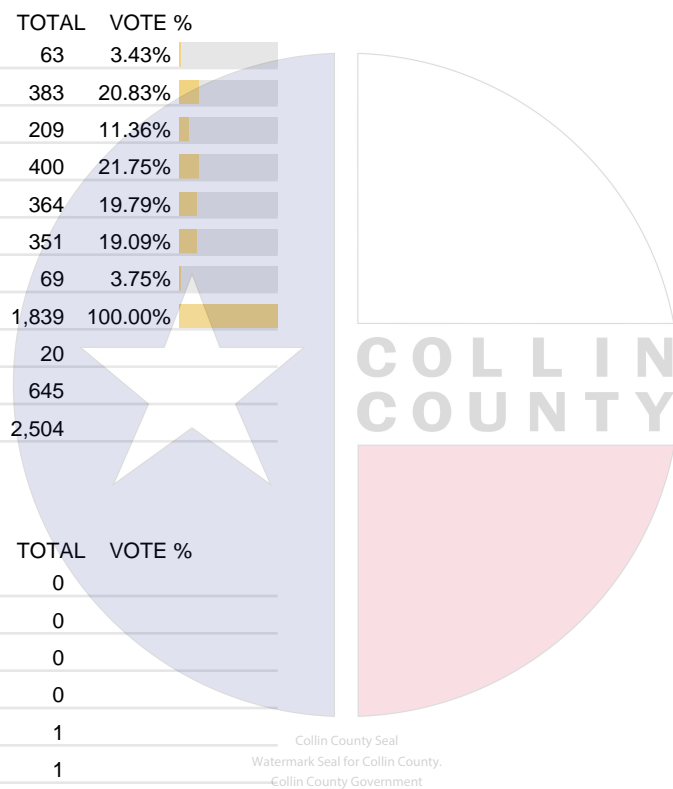 TOTAL VOTE %
63 3.43%
383 20.83%
209 11.36%
400 21.75%
364 19.79%
351 19.09%
69 3.75%
1,839 100.00%
20
645
2,504
COLLIN
COUNTY
TOTAL VOTE %
0
0
0
0
1
1
Collin County Seal
Watermark Seal for Collin County.
Collin County Government